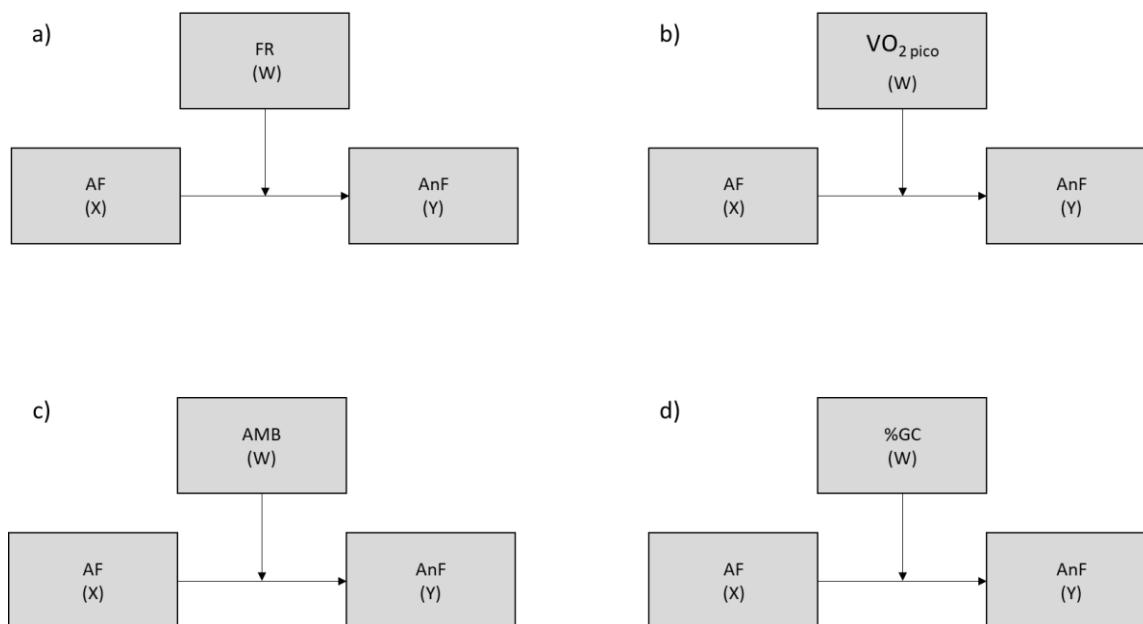 a)
FR
(W)
AF
(X)
AnF
(Y)
b)
VO2 pico
(W)
AF
(X)
AnF
(Y)
c)
AMB
(W)
AF
(X)
AnF
(Y)
d)
%GC
(W)
AF
(X)
AnF
(Y)